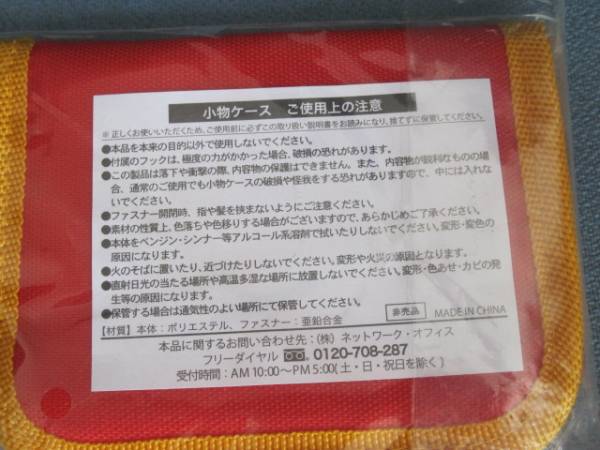 小物ケース ご使用上の注意
※正しくお使いいただくため、ご使用前に必ずこの取り扱い説明書をお読みになり、捨てずに保管してください。
●本品を本来の目的以外で使用しないでください。
●付属のフックは、極度の力がかかった場合、破損の恐れがあります。
●この製品は落下や衝撃の際、内容物の保護はできません。また、内容物が鋭利なものの場
合、通常のご使用でも小物ケースの破損や怪我をする恐れがありますので、中には入れな
いでください。
●ファスナー開閉時、指や髪を挟まないようにご注意ください。
●素材の性質上、色落ちや色移りする場合がございますので、あらかじめご了承ください。
●本体をベンジン・シンナー等アルコール系溶剤で拭いたりしないでください。変形・変色の
原因になります。
●火のそばに置いたり、近づけたりしないでください。変形や火災の原因となります。
●直射日光の当たる場所や高温多湿な場所に放置しないでください。変形・色あせ・カビの発
生等の原因になります。
●保管する場合は通気性のよい場所にて保管してください。
非売品 MADE IN CHINA
【材質】本体：ポリエステル、ファスナー：亜鉛合金
本品に関するお問い合わせ先：(株) ネットワーク・オフィス
フリーダイヤル 0120-708-287
受付時間：AM 10:00〜PM 5:00(土・日・祝日を除く)